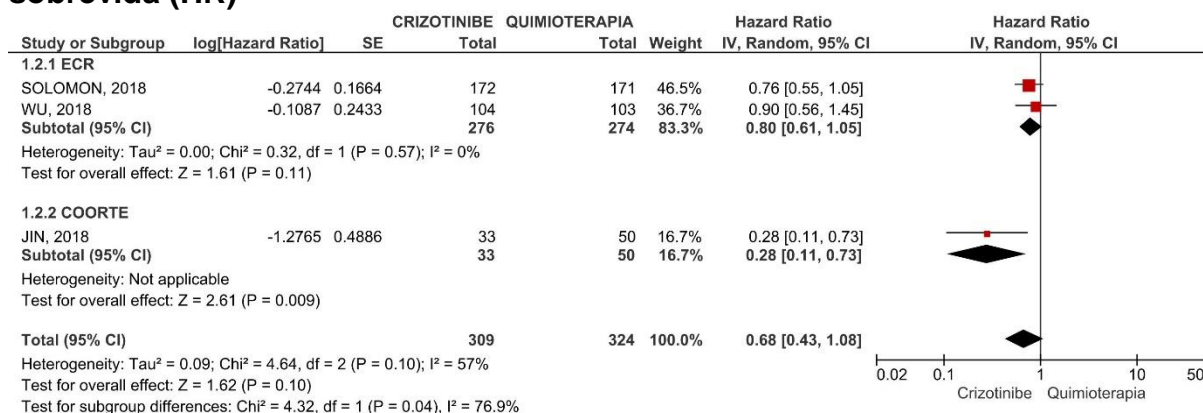 sobrevida (HR)
CRIZOTINIBE QUIMIOTERAPIA Hazard Ratio Hazard Ratio
Study or Subgroup log[Hazard Ratio] SE Total Total Weight IV, Random, 95% CI IV, Random, 95% CI
1.2.1 ECR
SOLOMON, 2018 -0.2744 0.1664 172 171 46.5% 0.76 [0.55, 1.05]
WU, 2018 -0.1087 0.2433 104 103 36.7% 0.90 [0.56, 1.45]
Subtotal (95% CI) 276 274 83.3% 0.80 [0.61, 1.05]
Heterogeneity: Tau² = 0.00; Chi² = 0.32, df = 1 (P = 0.57); I² = 0%
Test for overall effect: Z = 1.61 (P = 0.11)
1.2.2 COORTE
JIN, 2018 -1.2765 0.4886 33 50 16.7% 0.28 [0.11, 0.73]
Subtotal (95% CI) 33 50 16.7% 0.28 [0.11, 0.73]
Heterogeneity: Not applicable
Test for overall effect: Z = 2.61 (P = 0.009)
Total (95% CI) 309 324 100.0% 0.68 [0.43, 1.08]
Heterogeneity: Tau² = 0.09; Chi² = 4.64, df = 2 (P = 0.10); I² = 57%
Test for overall effect: Z = 1.62 (P = 0.10)
Test for subgroup differences: Chi² = 4.32, df = 1 (P = 0.04), I² = 76.9%
0.02 0.1 1 10 50
Crizotinibe Quimioterapia